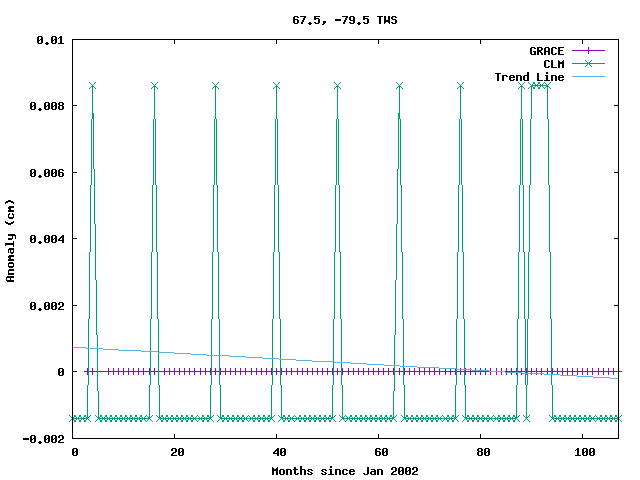 67.5, -79.5 TWS
0.01
0.008
0.006
0.004
0.002
0
-0.002
Anomaly (cm)
GRACE
CLM
Trend Line
0 20 40 60 80 100
Months since Jan 2002